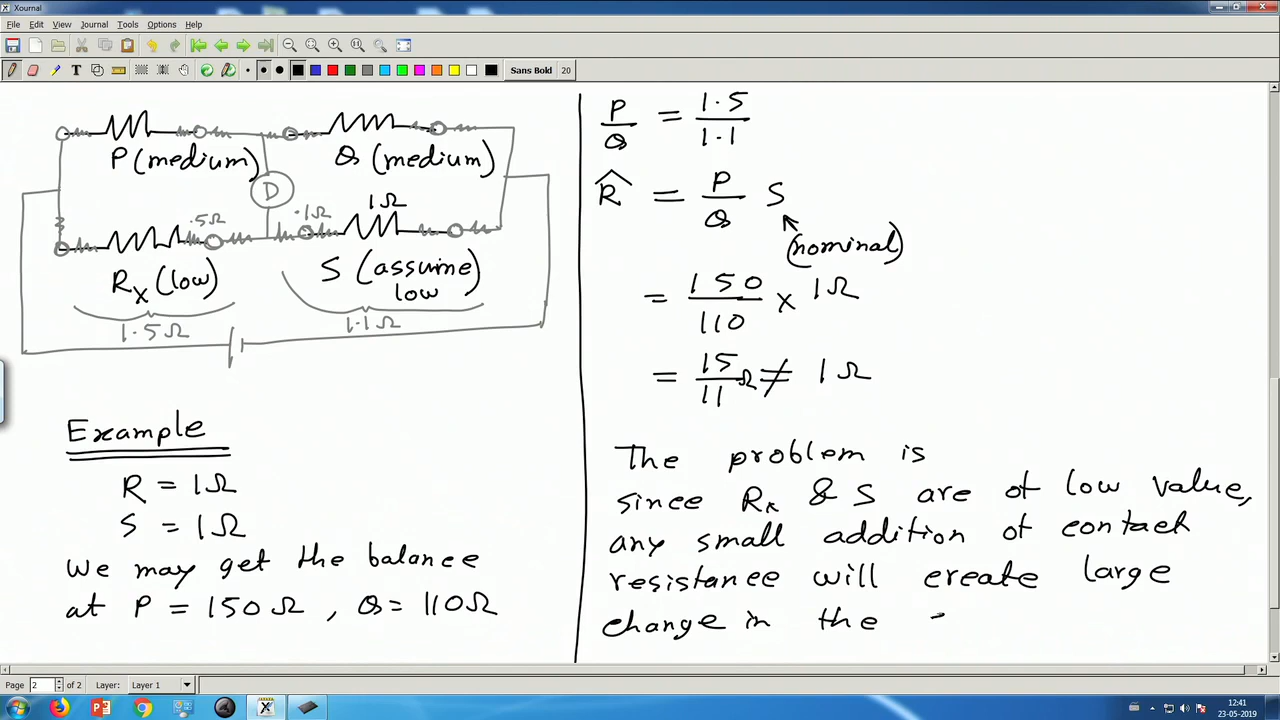 Xournal
File Edit View Journal Tools Options Help
Sans Bold 20
P (medium)
Q (medium)
D
.5Ω
.1Ω
1Ω
Rx (low)
S (assume
low)
1.5Ω
1.1Ω
Example
R = 1Ω
S = 1Ω
we may get the balance
at P = 150Ω , Q = 110Ω
P/Q = 1.5/1.1
R̂ = P/Q S
(nominal)
= 150/110 × 1Ω
= 15/11 Ω ≠ 1Ω
The problem is
since Rx & S are of low value,
any small addition of contact
resistance will create large
change in the
Page 2 of 2 Layer: Layer 1
12:41
23-05-2019